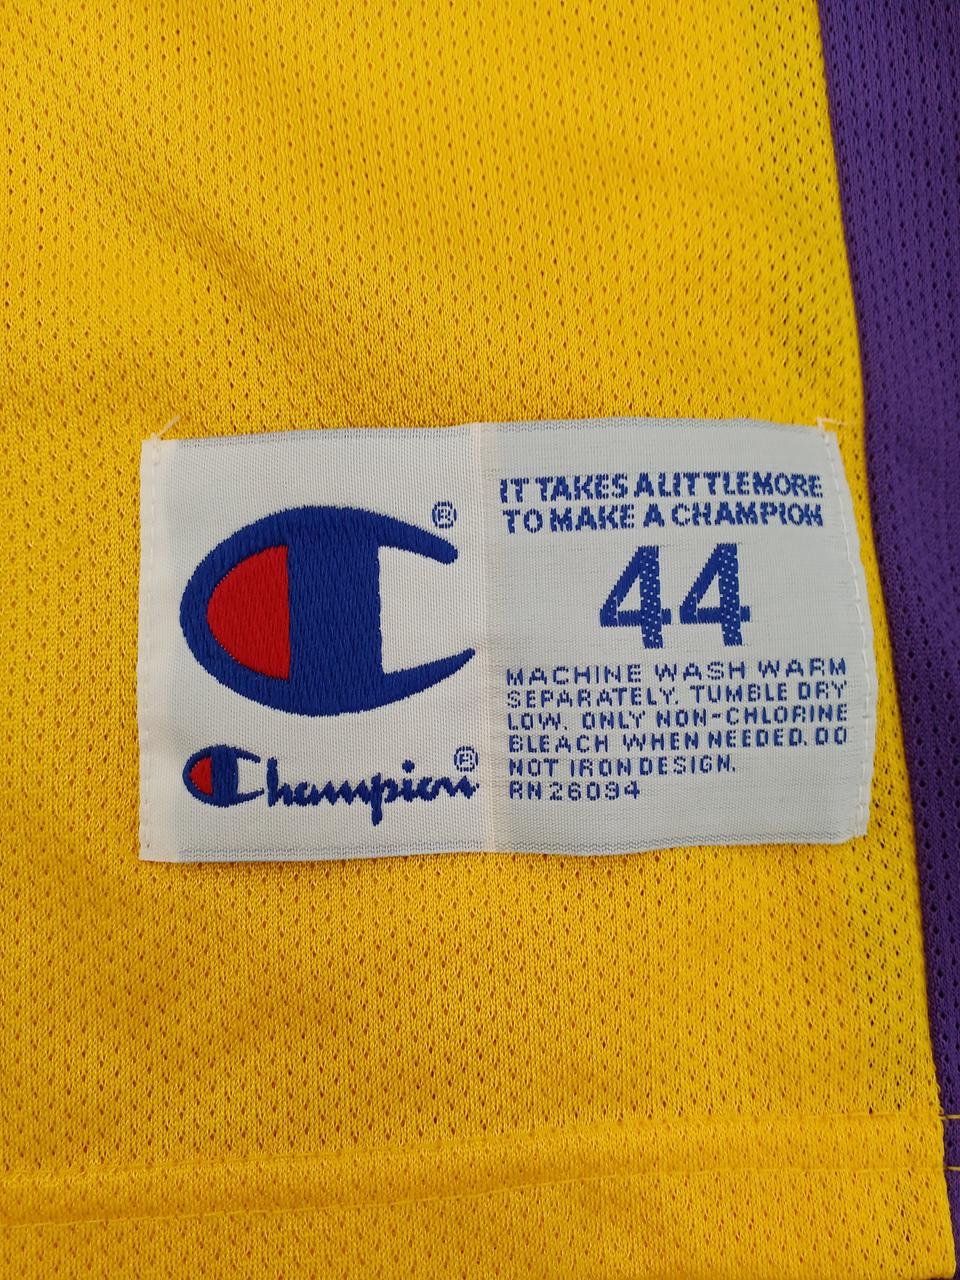 ®
Champion®
IT TAKES A LITTLE MORE
TO MAKE A CHAMPION
44
MACHINE WASH WARM
SEPARATELY. TUMBLE DRY
LOW. ONLY NON-CHLORINE
BLEACH WHEN NEEDED. DO
NOT IRON DESIGN.
RN 26094